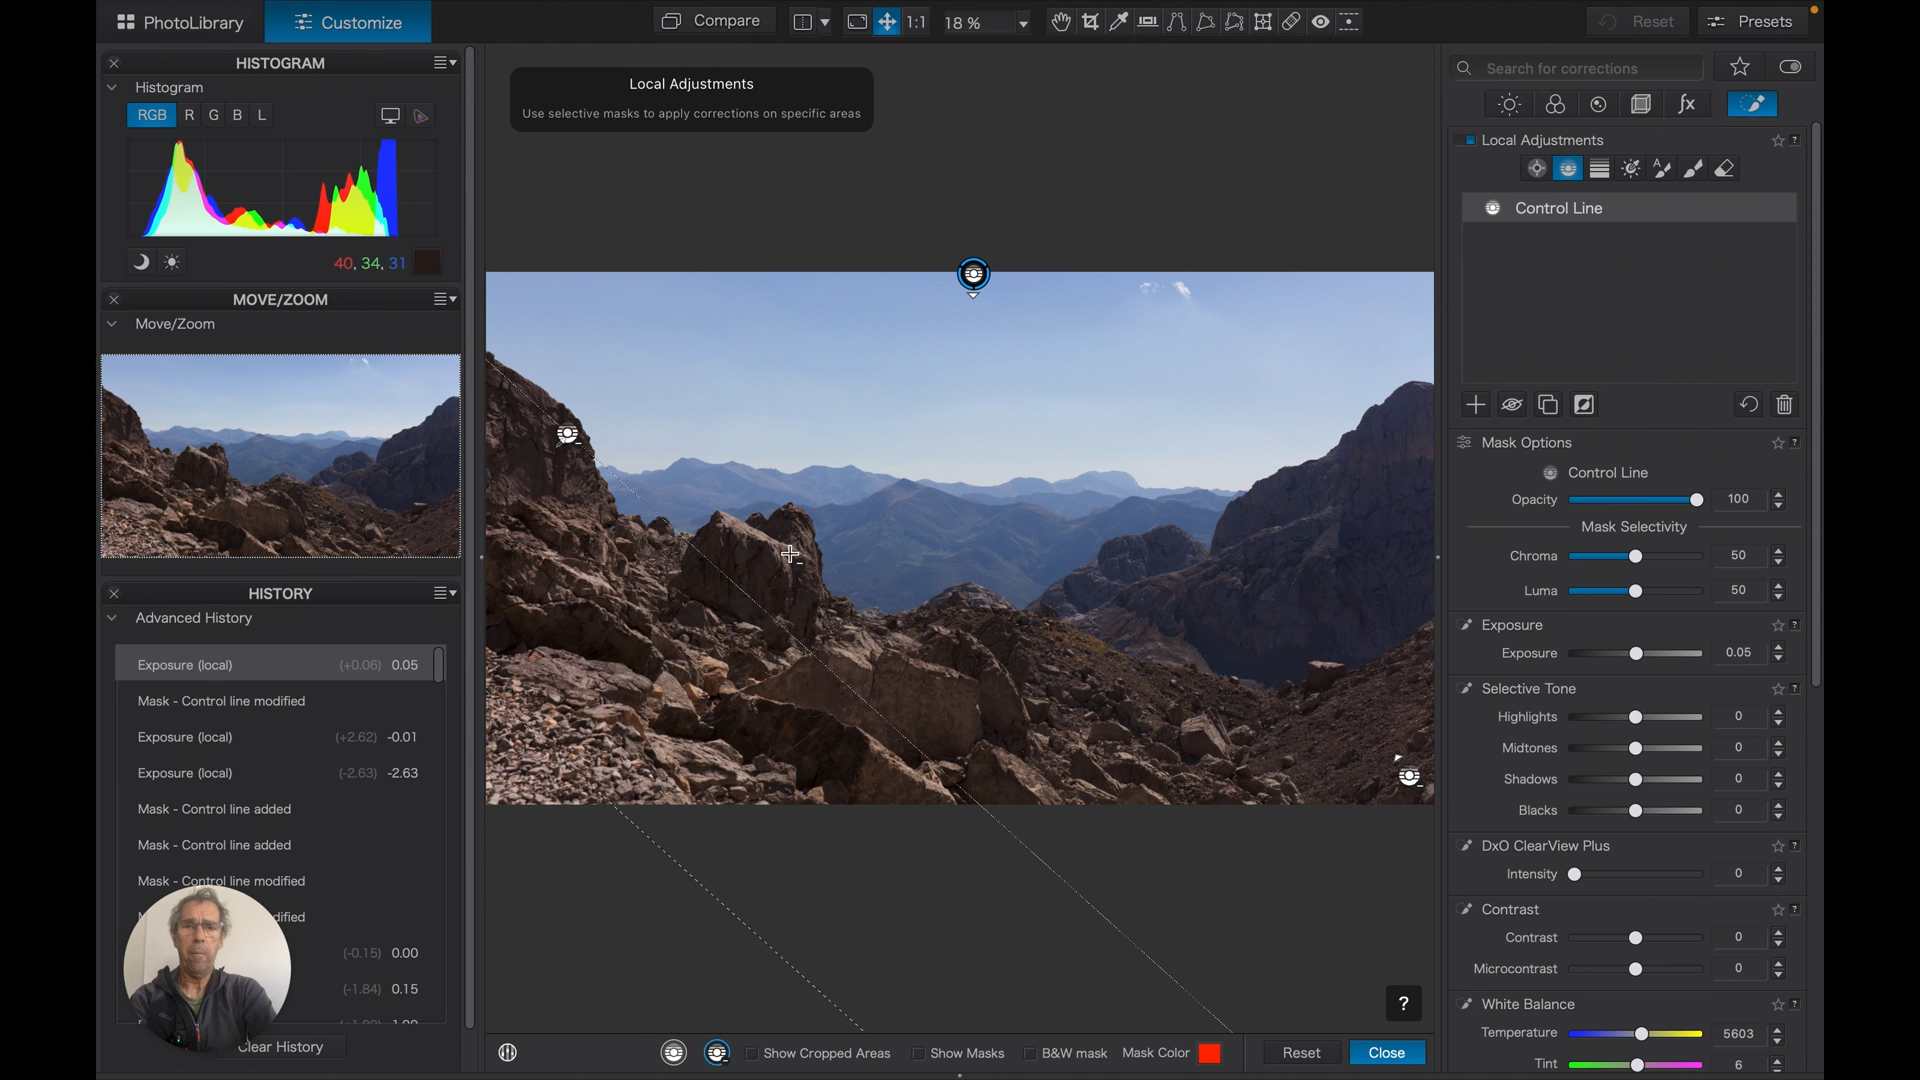 PhotoLibrary
Customize
Compare
1:1
18 %
Reset
Presets
HISTOGRAM
Histogram
RGB R G B L
40, 34, 31
MOVE/ZOOM
Move/Zoom
HISTORY
Advanced History
Exposure (local) (+0.06) 0.05
Mask - Control line modified
Exposure (local) (+2.62) -0.01
Exposure (local) (-2.63) -2.63
Mask - Control line added
Mask - Control line added
Mask - Control line modified
dified
(-0.15) 0.00
(-1.84) 0.15
Clear History
Local Adjustments
Use selective masks to apply corrections on specific areas
?
Show Cropped Areas
Show Masks
B&W mask
Mask Color
Reset
Close
Search for corrections
fx
Local Adjustments ?
Control Line
Mask Options ?
Control Line
Opacity 100
Mask Selectivity
Chroma 50
Luma 50
Exposure ?
Exposure 0.05
Selective Tone ?
Highlights 0
Midtones 0
Shadows 0
Blacks 0
DxO ClearView Plus ?
Intensity 0
Contrast ?
Contrast 0
Microcontrast 0
White Balance ?
Temperature 5603
Tint 6